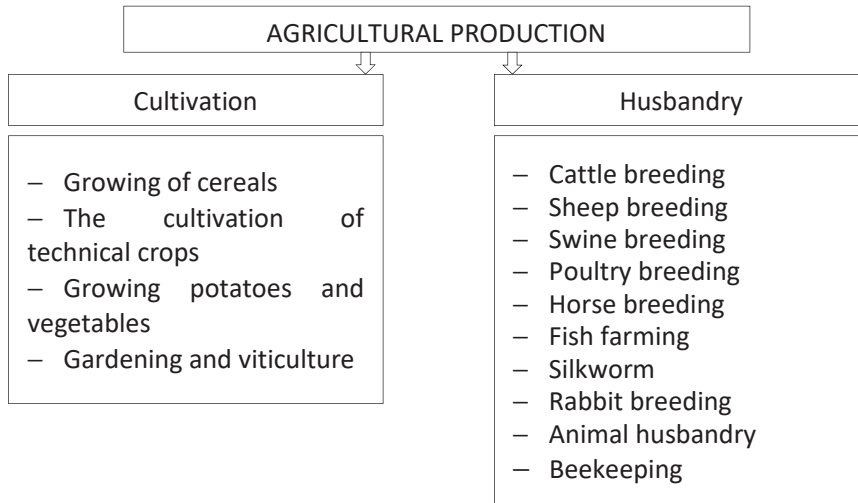 AGRICULTURAL PRODUCTION
Cultivation
– Growing of cereals
– The cultivation of
technical crops
– Growing potatoes and
vegetables
– Gardening and viticulture
Husbandry
– Cattle breeding
– Sheep breeding
– Swine breeding
– Poultry breeding
– Horse breeding
– Fish farming
– Silkworm
– Rabbit breeding
– Animal husbandry
– Beekeeping